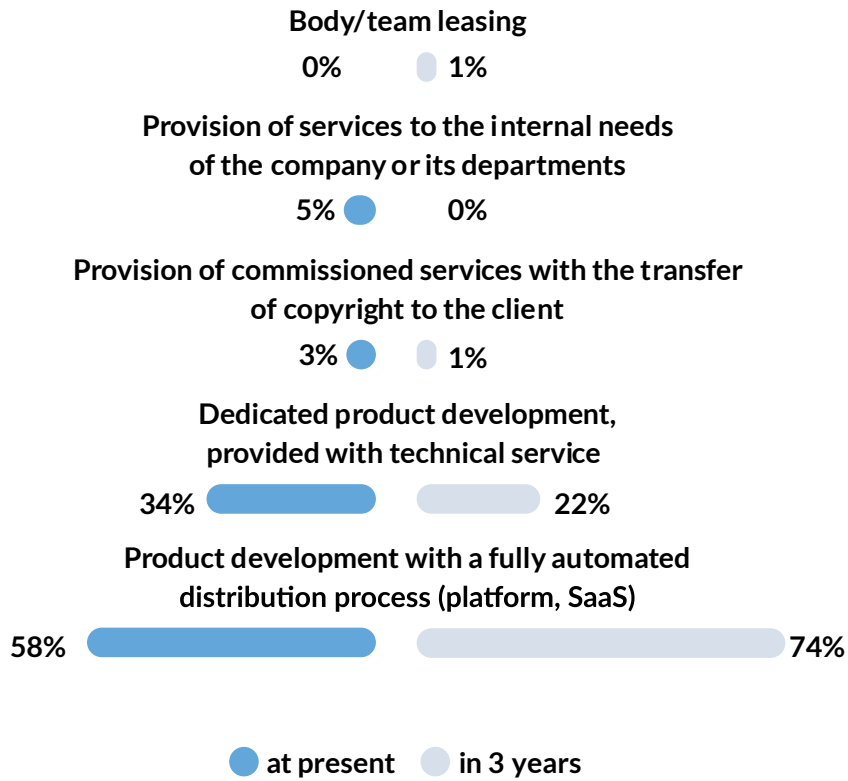 Body/team leasing
0% 1%
Provision of services to the internal needs
of the company or its departments
5% 0%
Provision of commissioned services with the transfer
of copyright to the client
3% 1%
Dedicated product development,
provided with technical service
34% 22%
Product development with a fully automated
distribution process (platform, SaaS)
58% 74%
at present in 3 years